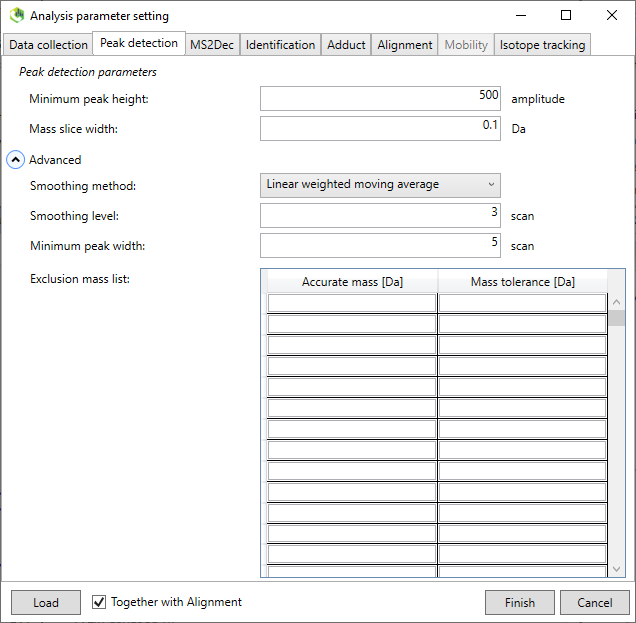 Analysis parameter setting
Data collection Peak detection MS2Dec Identification Adduct Alignment Mobility Isotope tracking
Peak detection parameters
Minimum peak height: 500 amplitude
Mass slice width: 0.1 Da
Advanced
Smoothing method: Linear weighted moving average
Smoothing level: 3 scan
Minimum peak width: 5 scan
Exclusion mass list: Accurate mass [Da] Mass tolerance [Da]
Load Together with Alignment Finish Cancel